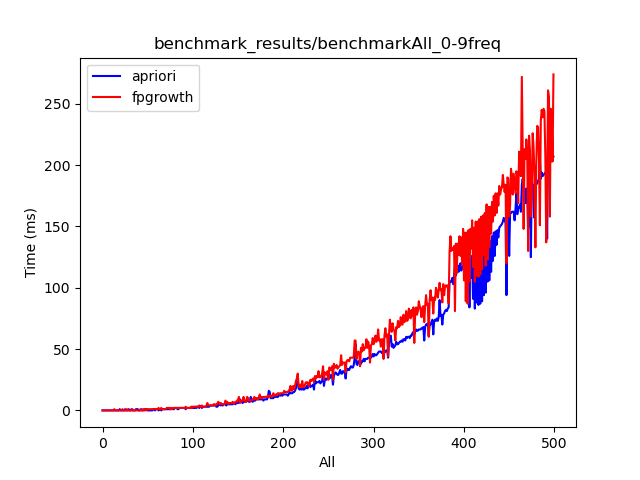 benchmark_results/benchmarkAll_0-9freq
apriori
fpgrowth
Time (ms)
250
200
150
100
50
0
0 100 200 300 400 500
All